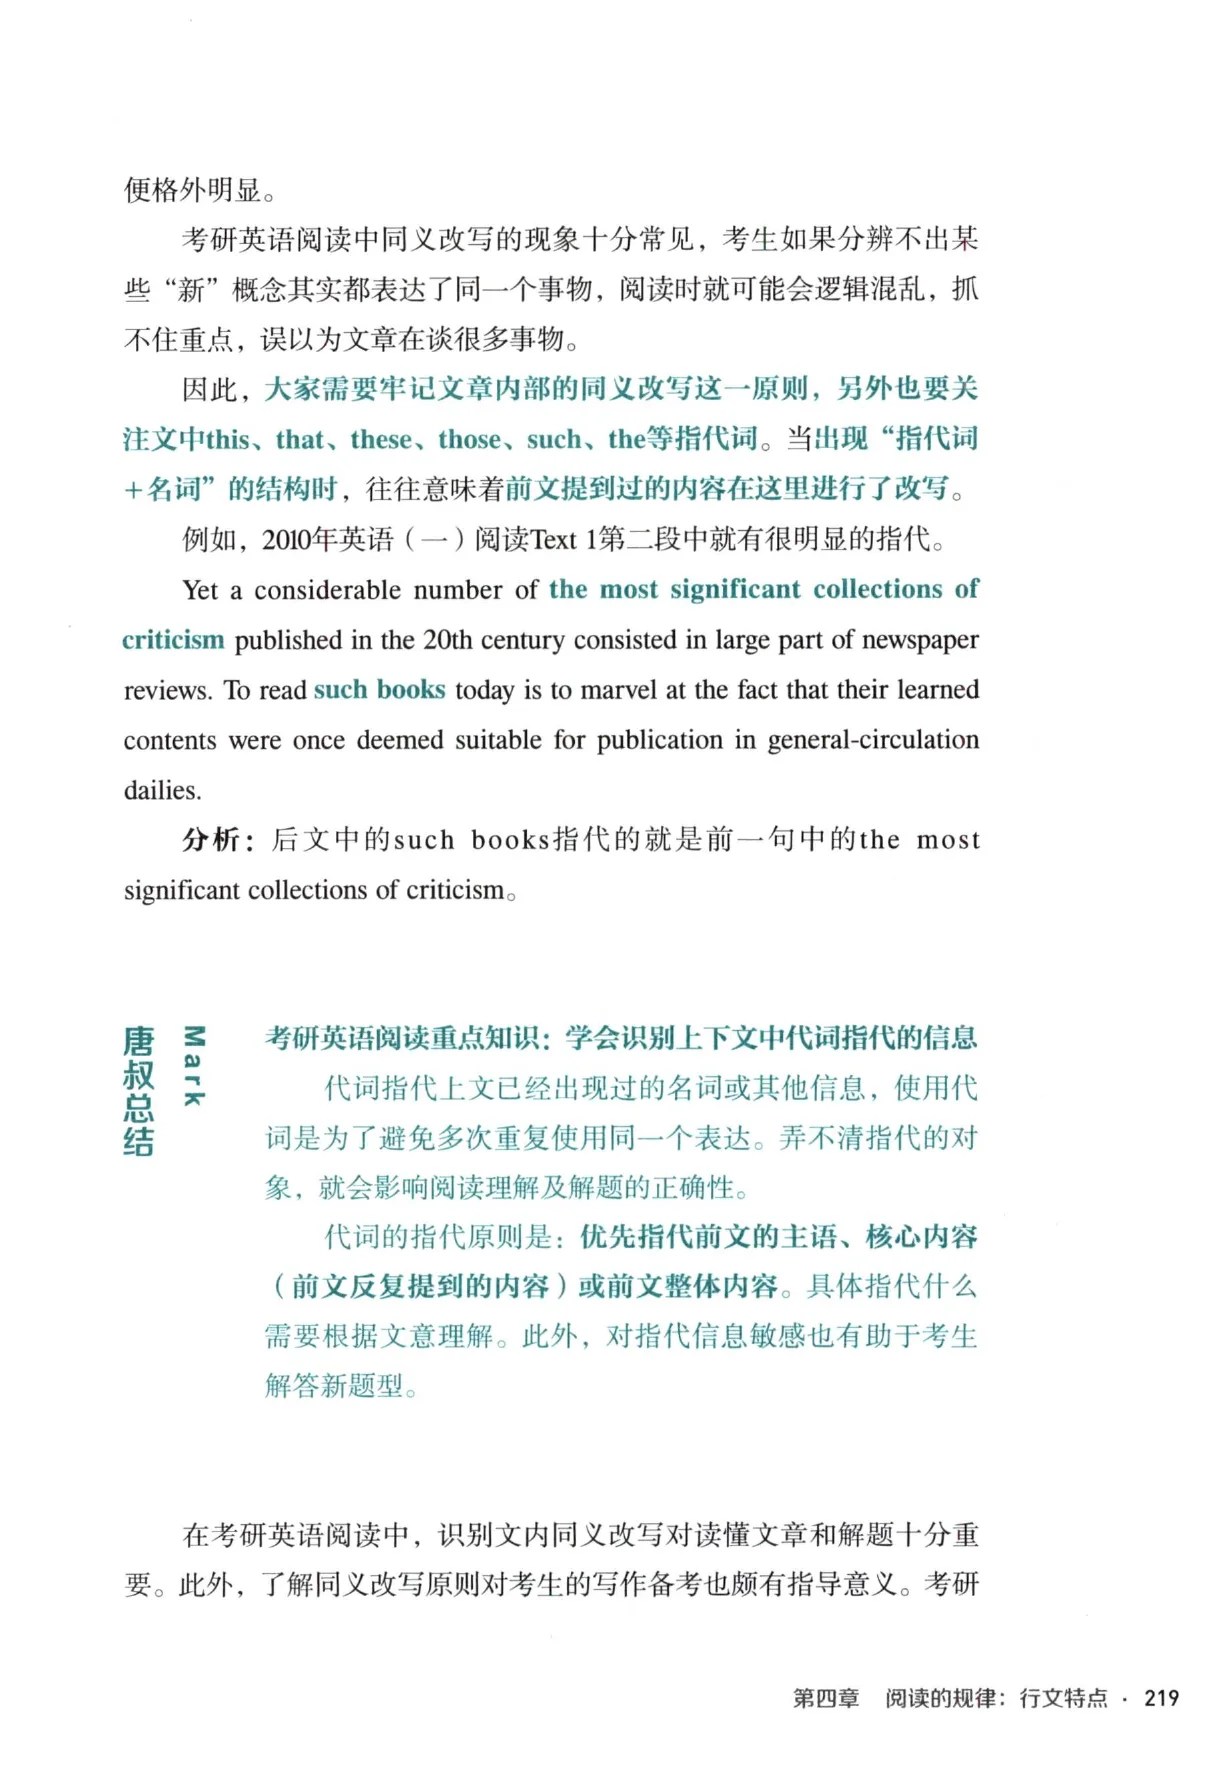 便格外明显。
考研英语阅读中同义改写的现象十分常见，考生如果分辨不出某
些“新”概念其实都表达了同一个事物，阅读时就可能会逻辑混乱，抓
不住重点，误以为文章在谈很多事物。
因此，大家需要牢记文章内部的同义改写这一原则，另外也要关
注文中this、that、these、those、such、the等指代词。当出现“指代词
+名词”的结构时，往往意味着前文提到过的内容在这里进行了改写。
例如，2010年英语（一）阅读Text 1第二段中就有很明显的指代。
Yet a considerable number of the most significant collections of
criticism published in the 20th century consisted in large part of newspaper
reviews. To read such books today is to marvel at the fact that their learned
contents were once deemed suitable for publication in general-circulation
dailies.
分析：后文中的such books指代的就是前一句中的the most
significant collections of criticism。
唐叔总结
Mark
考研英语阅读重点知识：学会识别上下文中代词指代的信息
代词指代上文已经出现过的名词或其他信息，使用代
词是为了避免多次重复使用同一个表达。弄不清指代的对
象，就会影响阅读理解及解题的正确性。
代词的指代原则是：优先指代前文的主语、核心内容
（前文反复提到的内容）或前文整体内容。具体指代什么
需要根据文意理解。此外，对指代信息敏感也有助于考生
解答新题型。
在考研英语阅读中，识别文内同义改写对读懂文章和解题十分重
要。此外，了解同义改写原则对考生的写作备考也颇有指导意义。考研
第四章 阅读的规律：行文特点 · 219